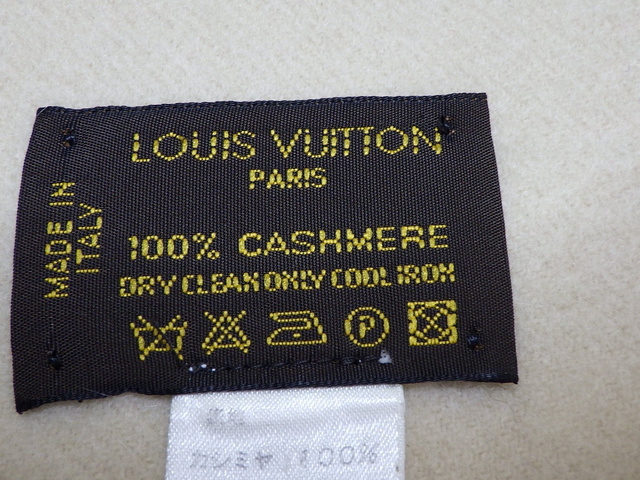 LOUIS VUITTON
PARIS
MADE IN
ITALY
100% CASHMERE
DRY CLEAN ONLY COOL IRON
P
カシミヤ 100%